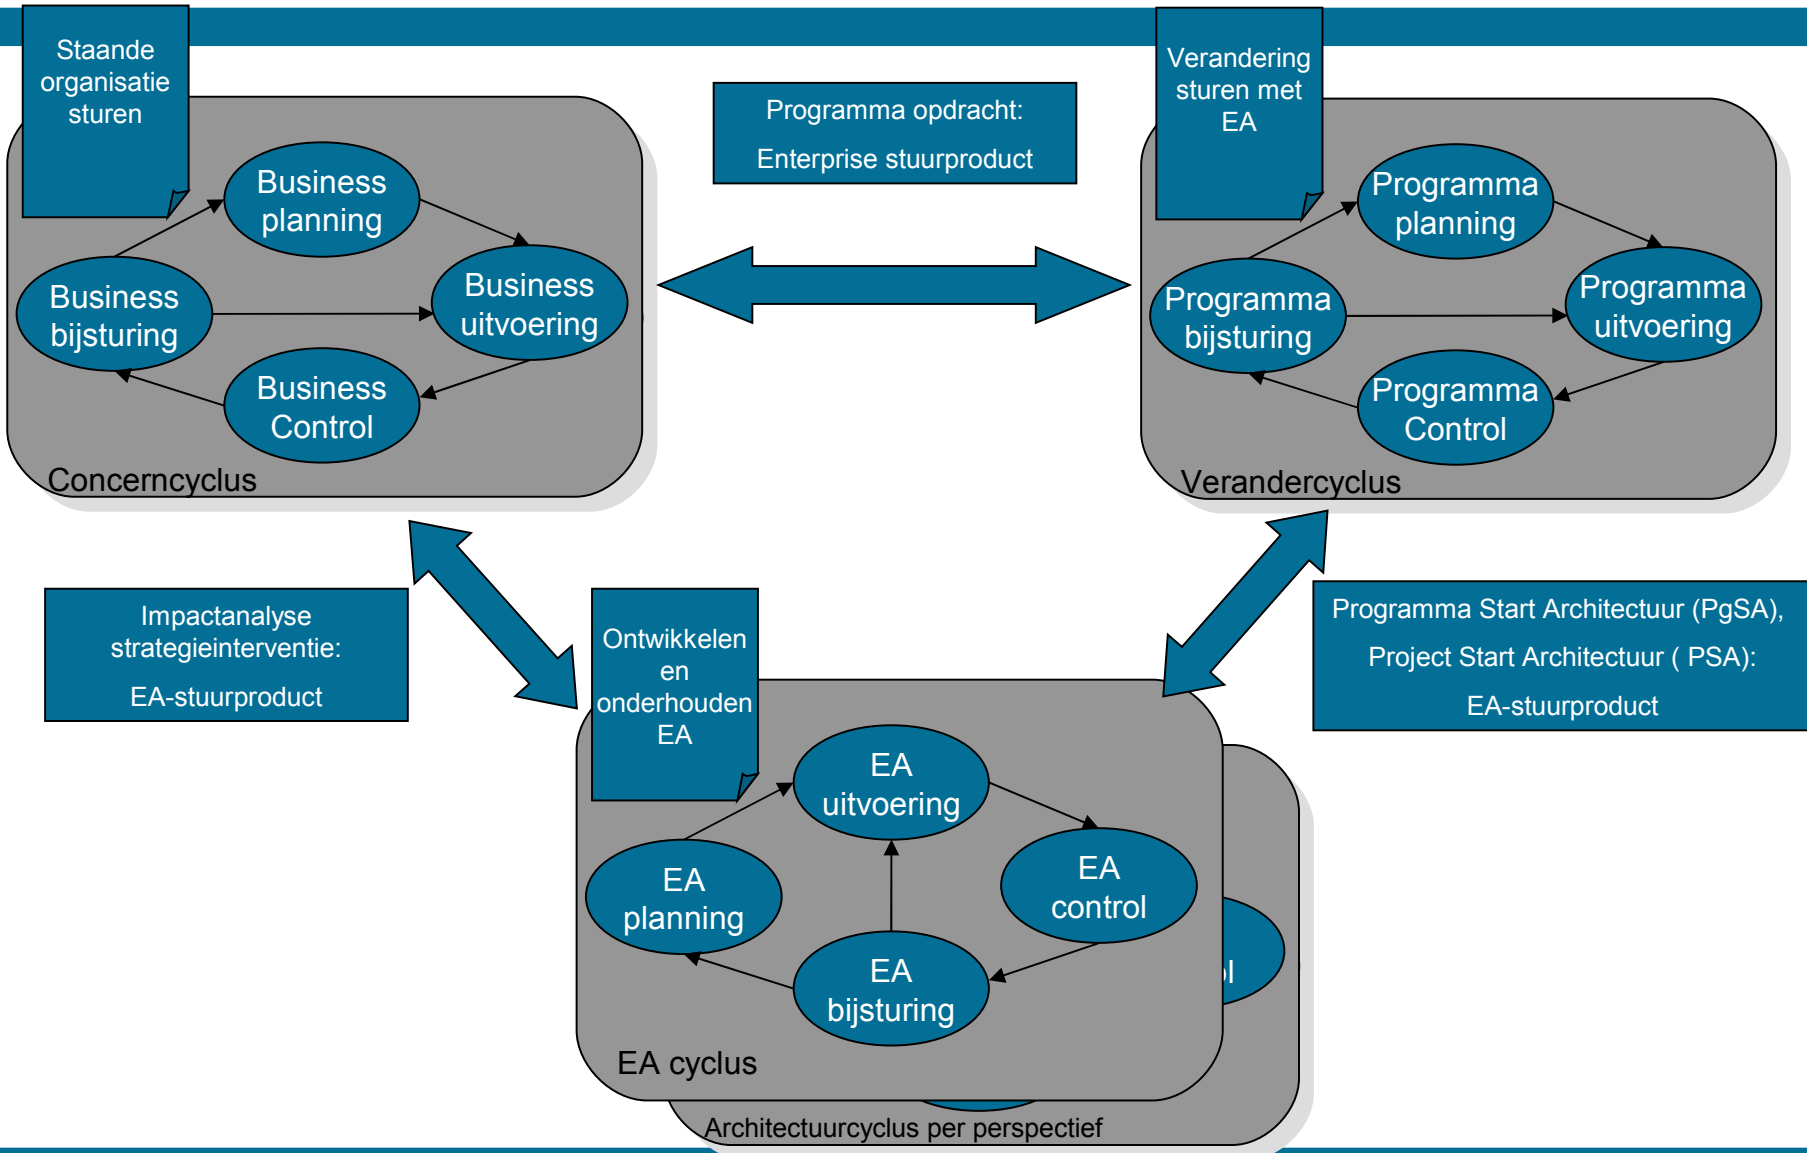 Staande
organisatie
sturen
Business
planning
Business
bijsturing
Business
uitvoering
Business
Control
Concerncyclus
Programma opdracht:
Enterprise stuurproduct
Verandering
sturen met
EA
Programma
planning
Programma
bijsturing
Programma
uitvoering
Programma
Control
Verandercyclus
Impactanalyse
strategieinterventie:
EA-stuurproduct
Ontwikkelen
en
onderhouden
EA
Programma Start Architectuur (PgSA),
Project Start Architectuur ( PSA):
EA-stuurproduct
EA
uitvoering
EA
planning
EA
control
EA
bijsturing
EA cyclus
Architectuurcyclus per perspectief